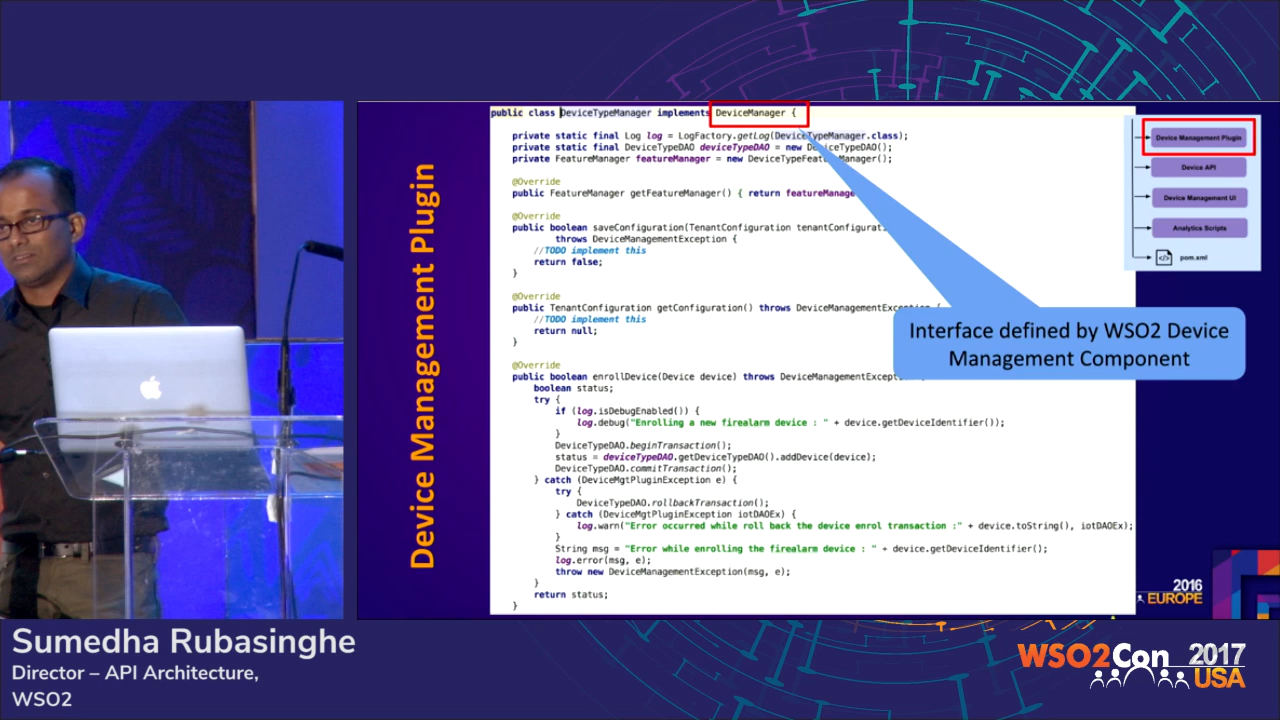 Device Management Plugin
public class DeviceTypeManager implements DeviceManager {
private static final Log log = LogFactory.getLog(DeviceTypeManager.class);
private static final DeviceTypeDAO deviceTypeDAO = new DeviceTypeDAO();
private FeatureManager featureManager = new DeviceTypeFeatureManager();
@Override
public FeatureManager getFeatureManager() { return featureManage
@Override
public boolean saveConfiguration(TenantConfiguration tenantConfigurat
throws DeviceManagementException {
//TODO implement this
return false;
}
@Override
public TenantConfiguration getConfiguration() throws DeviceManagementException {
//TODO implement this
return null;
}
@Override
public boolean enrollDevice(Device device) throws DeviceManagementExcept
boolean status;
try {
if (log.isDebugEnabled()) {
log.debug("Enrolling a new firealarm device : " + device.getDeviceIdentifier());
}
DeviceTypeDAO.beginTransaction();
status = deviceTypeDAO.getDeviceTypeDAO().addDevice(device);
DeviceTypeDAO.commitTransaction();
} catch (DeviceMgtPluginException e) {
try {
DeviceTypeDAO.rollbackTransaction();
} catch (DeviceMgtPluginException iotDAOEx) {
log.warn("Error occurred while roll back the device enrol transaction :" + device.toString(), iotDAOEx);
}
String msg = "Error while enrolling the firealarm device : " + device.getDeviceIdentifier();
log.error(msg, e);
throw new DeviceManagementException(msg, e);
}
return status;
}
Device Management Plugin
Device API
Device Management UI
Analytics Scripts
</> pom.xml
Interface defined by WSO2 Device
Management Component
2016
EUROPE
Sumedha Rubasinghe
Director – API Architecture,
WSO2
WSO2Con 2017
USA